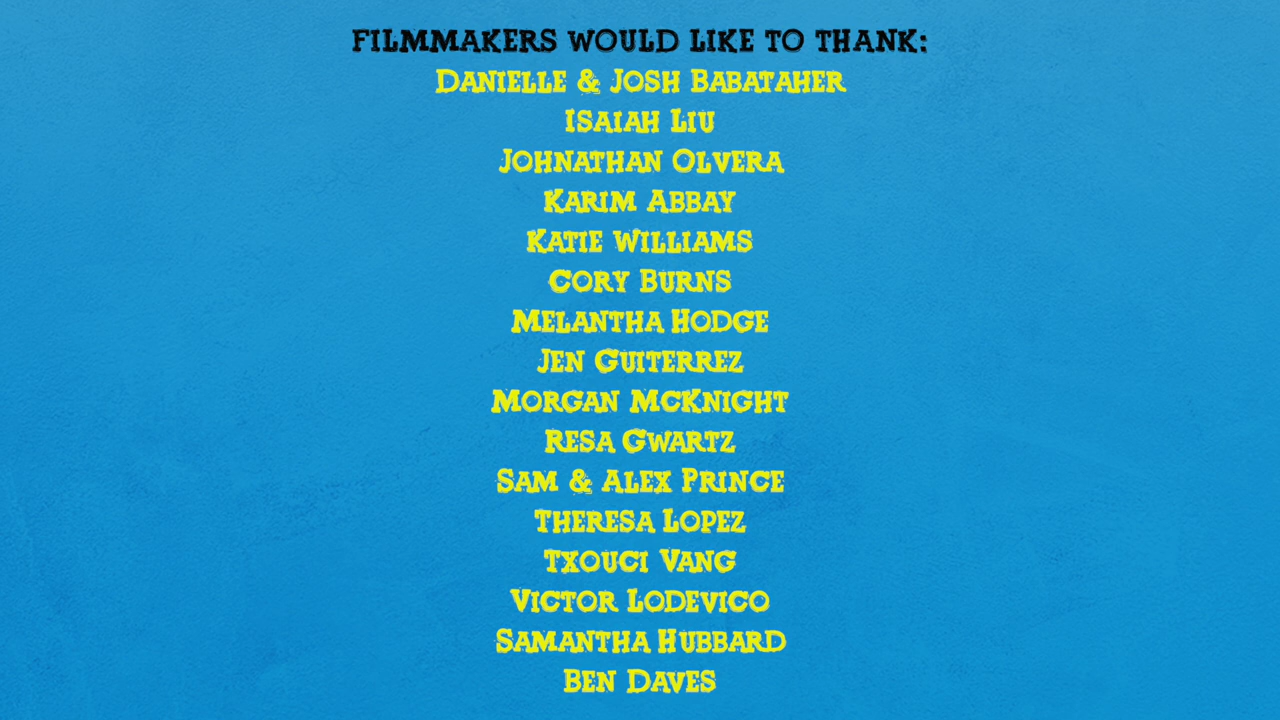 FILMMAKERS WOULD LIKE TO THANK:
DANIELLE & JOSH BABATAHER
ISAIAH LIU
JOHNATHAN OLVERA
KARIM ABBAY
KATIE WILLIAMS
CORY BURNS
MELANTHA HODGE
JEN GUITERREZ
MORGAN MCKNIGHT
RESA GWARTZ
SAM & ALEX PRINCE
THERESA LOPEZ
TXOUCI VANG
VICTOR LODEVICO
SAMANTHA HUBBARD
BEN DAVES